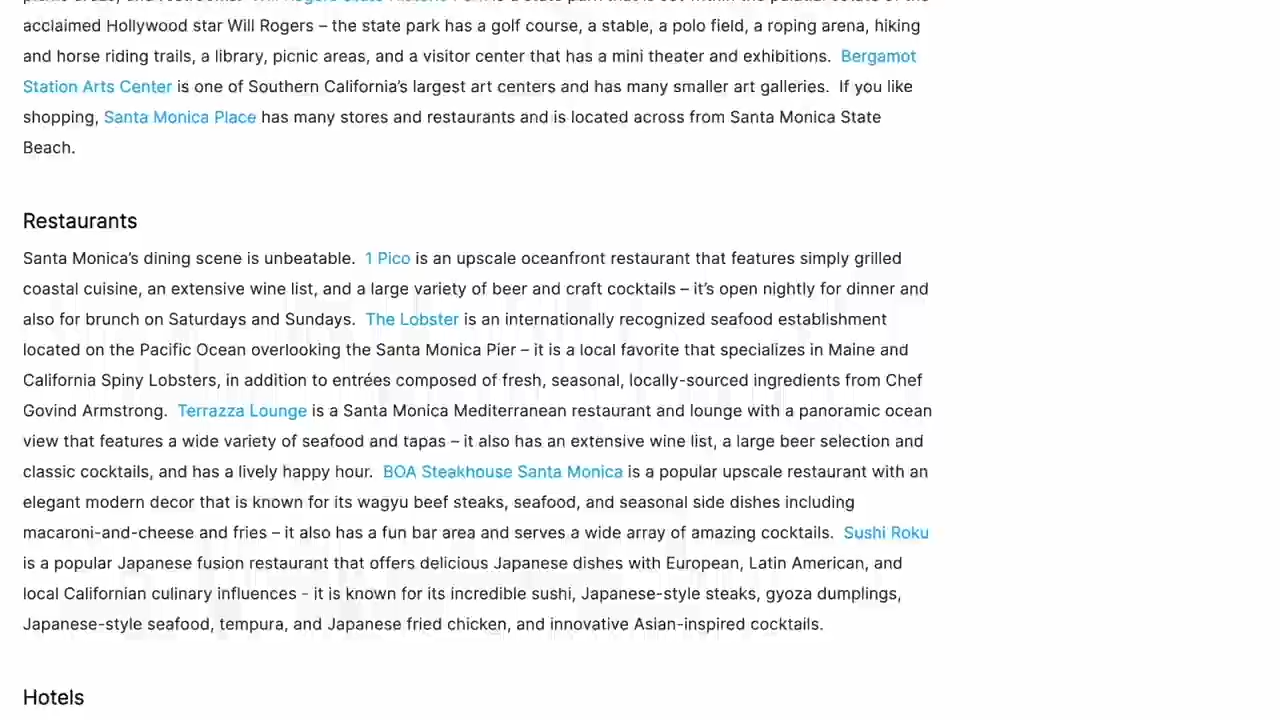 acclaimed Hollywood star Will Rogers – the state park has a golf course, a stable, a polo field, a roping arena, hiking
and horse riding trails, a library, picnic areas, and a visitor center that has a mini theater and exhibitions.  Bergamot
Station Arts Center is one of Southern California’s largest art centers and has many smaller art galleries.  If you like
shopping, Santa Monica Place has many stores and restaurants and is located across from Santa Monica State
Beach.
Restaurants
Santa Monica’s dining scene is unbeatable.  1 Pico is an upscale oceanfront restaurant that features simply grilled
coastal cuisine, an extensive wine list, and a large variety of beer and craft cocktails – it’s open nightly for dinner and
also for brunch on Saturdays and Sundays.  The Lobster is an internationally recognized seafood establishment
located on the Pacific Ocean overlooking the Santa Monica Pier – it is a local favorite that specializes in Maine and
California Spiny Lobsters, in addition to entrées composed of fresh, seasonal, locally-sourced ingredients from Chef
Govind Armstrong.  Terrazza Lounge is a Santa Monica Mediterranean restaurant and lounge with a panoramic ocean
view that features a wide variety of seafood and tapas – it also has an extensive wine list, a large beer selection and
classic cocktails, and has a lively happy hour.  BOA Steakhouse Santa Monica is a popular upscale restaurant with an
elegant modern decor that is known for its wagyu beef steaks, seafood, and seasonal side dishes including
macaroni-and-cheese and fries – it also has a fun bar area and serves a wide array of amazing cocktails.  Sushi Roku
is a popular Japanese fusion restaurant that offers delicious Japanese dishes with European, Latin American, and
local Californian culinary influences - it is known for its incredible sushi, Japanese-style steaks, gyoza dumplings,
Japanese-style seafood, tempura, and Japanese fried chicken, and innovative Asian-inspired cocktails.
Hotels